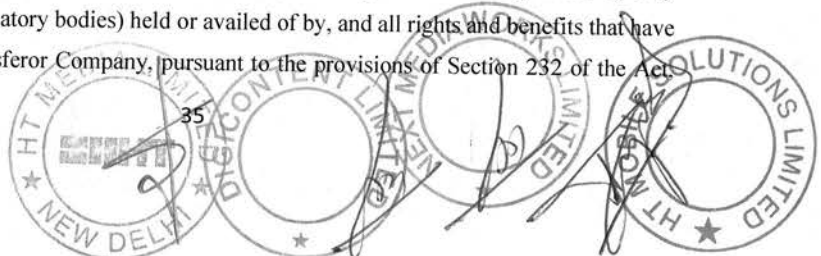 atory bodies) held or availed of by, and all rights and benefits that have
sferor Company, pursuant to the provisions of Section 232 of the Act,
35
HT MEDIA LIMITED
★ NEW DELHI ★
DIGICONTENT LIMITED
★
NEXT MEDIAWORKS LIMITED
HT MOBILE SOLUTIONS LIMITED
★